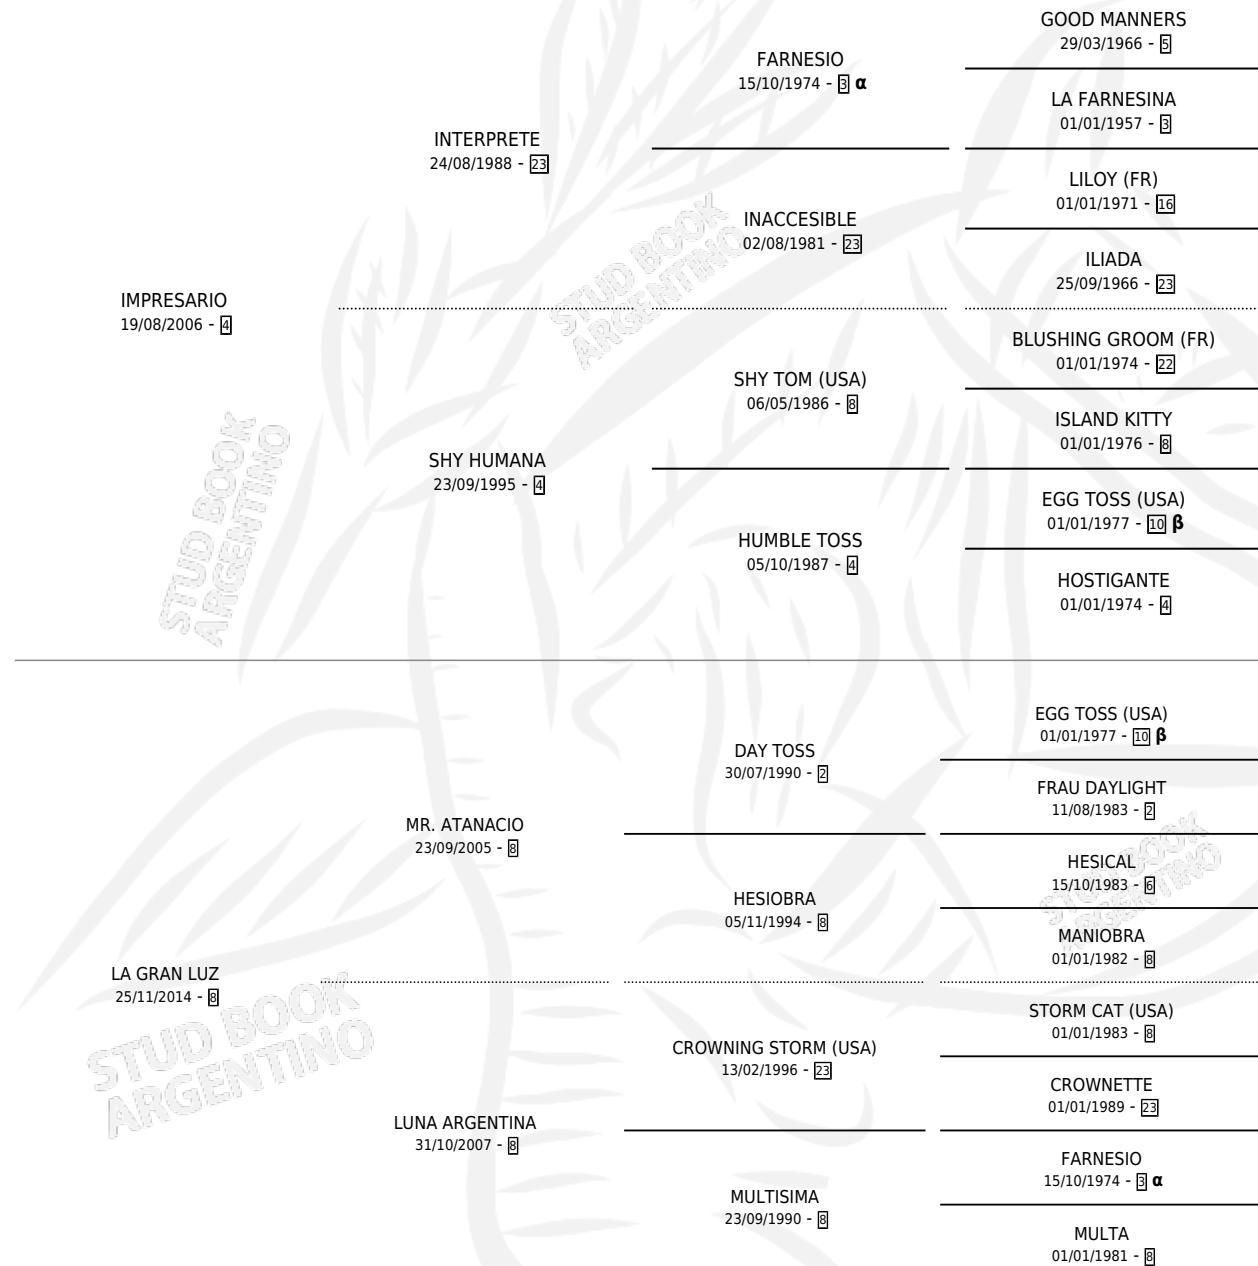 GOOD MANNERS
29/03/1966 - 5
FARNESIO
15/10/1974 - 3 α
LA FARNESINA
01/01/1957 - 3
INTERPRETE
24/08/1988 - 23
LILOY (FR)
01/01/1971 - 16
INACCESIBLE
02/08/1981 - 23
ILIADA
25/09/1966 - 23
IMPRESARIO
19/08/2006 - 4
BLUSHING GROOM (FR)
01/01/1974 - 22
SHY TOM (USA)
06/05/1986 - 8
ISLAND KITTY
01/01/1976 - 8
SHY HUMANA
23/09/1995 - 4
EGG TOSS (USA)
01/01/1977 - 10 β
HUMBLE TOSS
05/10/1987 - 4
HOSTIGANTE
01/01/1974 - 4
EGG TOSS (USA)
01/01/1977 - 10 β
DAY TOSS
30/07/1990 - 2
FRAU DAYLIGHT
11/08/1983 - 2
MR. ATANACIO
23/09/2005 - 8
HESICAL
15/10/1983 - 6
HESIOBRA
05/11/1994 - 8
MANIOBRA
01/01/1982 - 8
LA GRAN LUZ
25/11/2014 - 8
STORM CAT (USA)
01/01/1983 - 8
CROWNING STORM (USA)
13/02/1996 - 23
CROWNETTE
01/01/1989 - 23
LUNA ARGENTINA
31/10/2007 - 8
FARNESIO
15/10/1974 - 3 α
MULTISIMA
23/09/1990 - 8
MULTA
01/01/1981 - 8
STUD BOOK
ARGENTINO
STUD BOOK
ARGENTINO
STUD BOOK
ARGENTINO
STUD BOOK
ARGENTINO